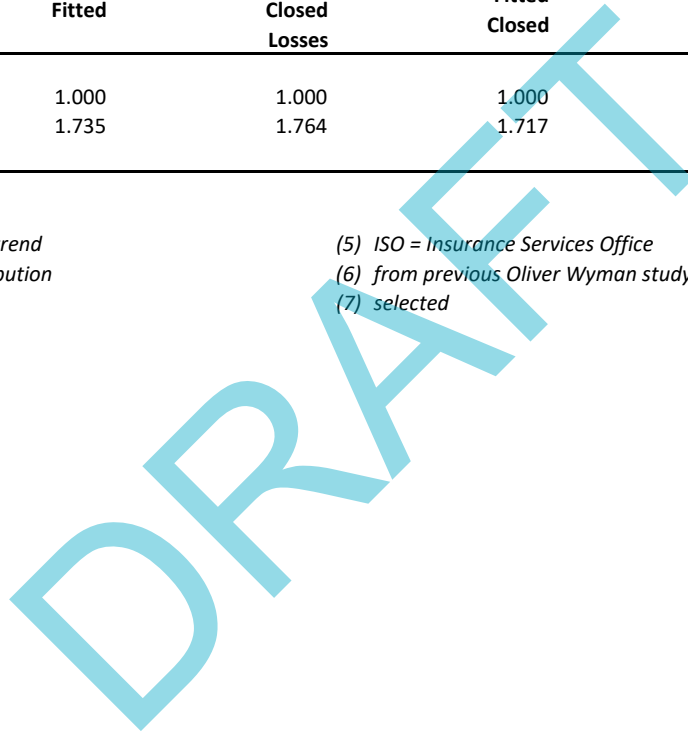 Fitted Closed Fitted
Losses Closed
1.000 1.000 1.000
1.735 1.764 1.717
(5) ISO = Insurance Services Office
(6) from previous Oliver Wyman study
(7) selected
DRAFT